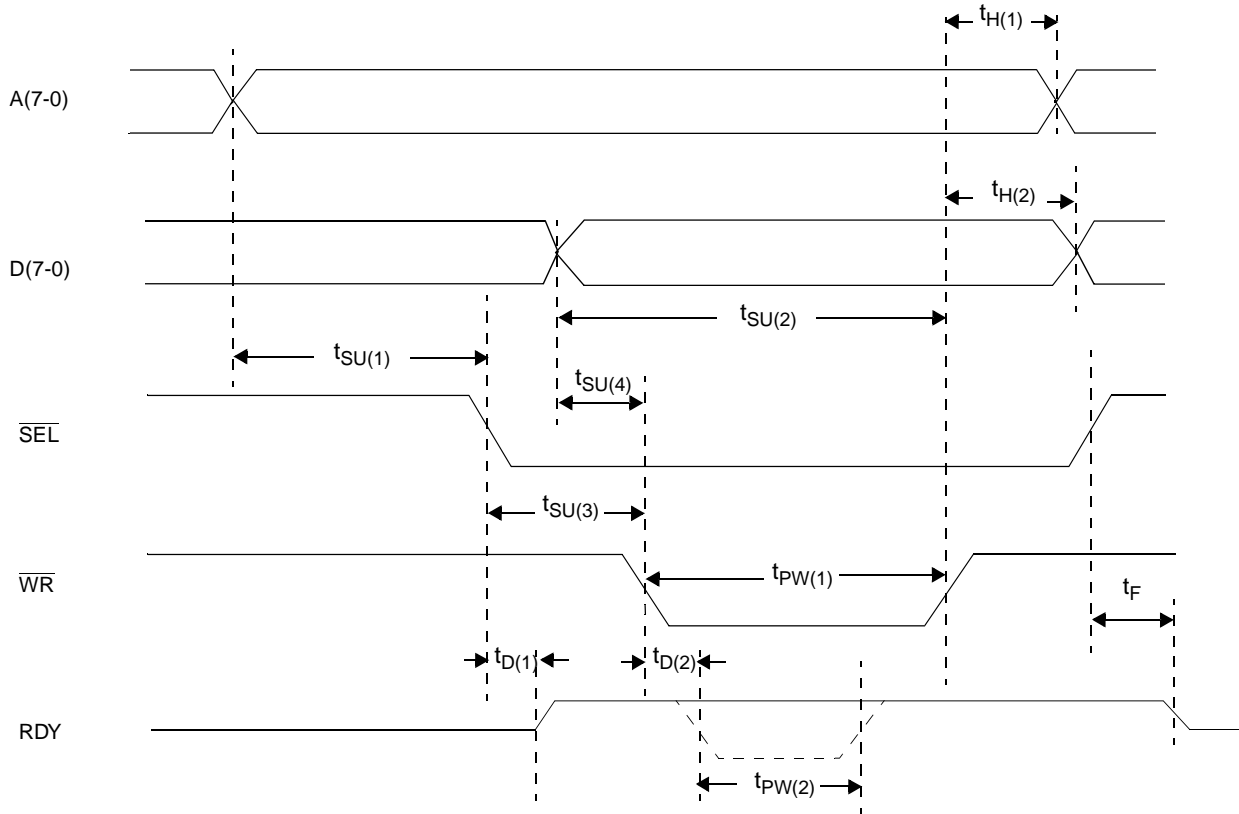 tH(1)
A(7-0)
tH(2)
D(7-0)
tSU(2)
tSU(1)
tSU(4)
SEL
tSU(3)
WR
tPW(1)
tF
tD(1)
tD(2)
RDY
tPW(2)